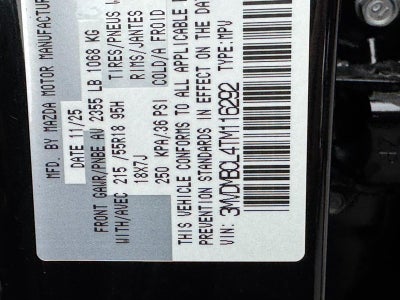 MFD. BY MAZDA MOTOR MANUFACTUR
DATE 11/25
FRONT GAWR/PNBE AV 2355 LB 1068 KG
WITH/AVEC 215 /55R18 95H TIRES/PNEUS
18X7J RIMS/JANTES
250 KPA/36 PSI COLD/A FROID
THIS VEHICLE CONFORMS TO ALL APPLICABLE
PREVENTION STANDARDS IN EFFECT ON THE DA
VIN: 3MVDMBCL4TM116292 TYPE:MPV